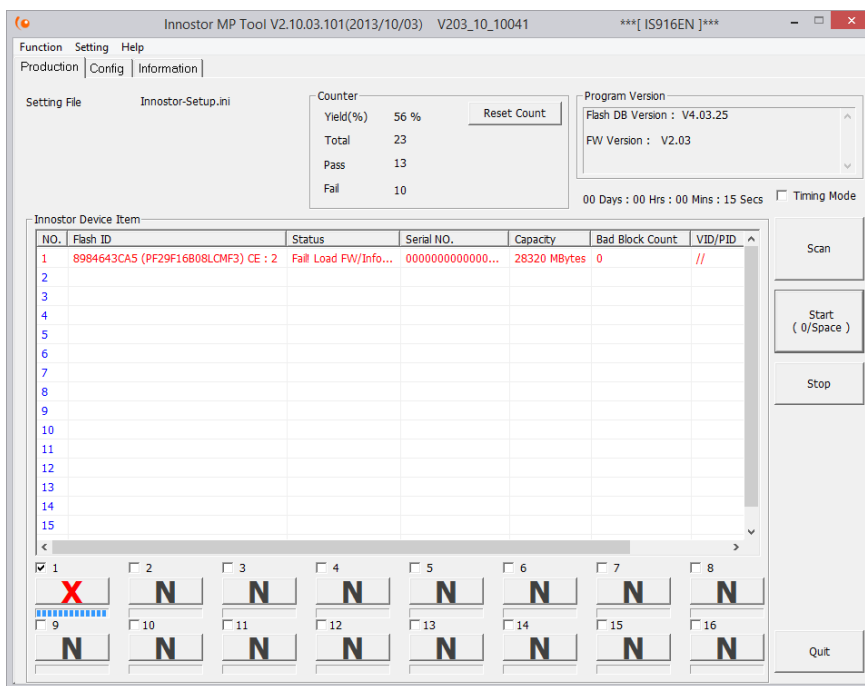 Innostor MP Tool V2.10.03.101(2013/10/03) V203_10_10041 ***[ IS916EN ]***
Function Setting Help
Production Config Information
Setting File Innostor-Setup.ini
Counter
Yield(%) 56 %
Reset Count
Total 23
Pass 13
Fail 10
Program Version
Flash DB Version : V4.03.25
FW Version : V2.03
00 Days : 00 Hrs : 00 Mins : 15 Secs
Timing Mode
Innostor Device Item
NO. Flash ID Status Serial NO. Capacity Bad Block Count VID/PID
1 8984643CA5 (PF29F16B08LCMF3) CE : 2 Fail! Load FW/Info... 0000000000000... 28320 MBytes 0 //
2
3
4
5
6
7
8
9
10
11
12
13
14
15
Scan
Start
( 0/Space )
Stop
1 2 3 4 5 6 7 8
X N N N N N N N
9 10 11 12 13 14 15 16
N N N N N N N N
Quit